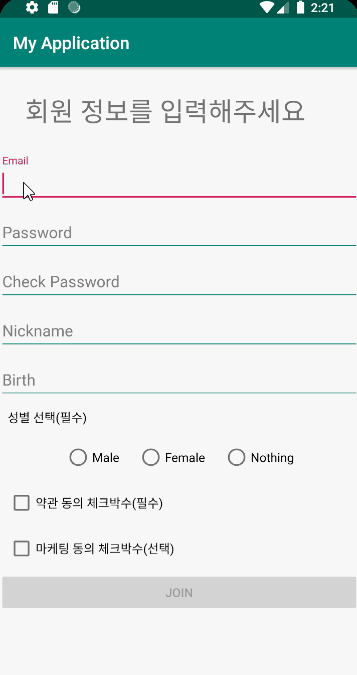 2:21
My Application
회원 정보를 입력해주세요
Email
Password
Check Password
Nickname
Birth
성별 선택(필수)
Male Female Nothing
약관 동의 체크박수(필수)
마케팅 동의 체크박수(선택)
JOIN